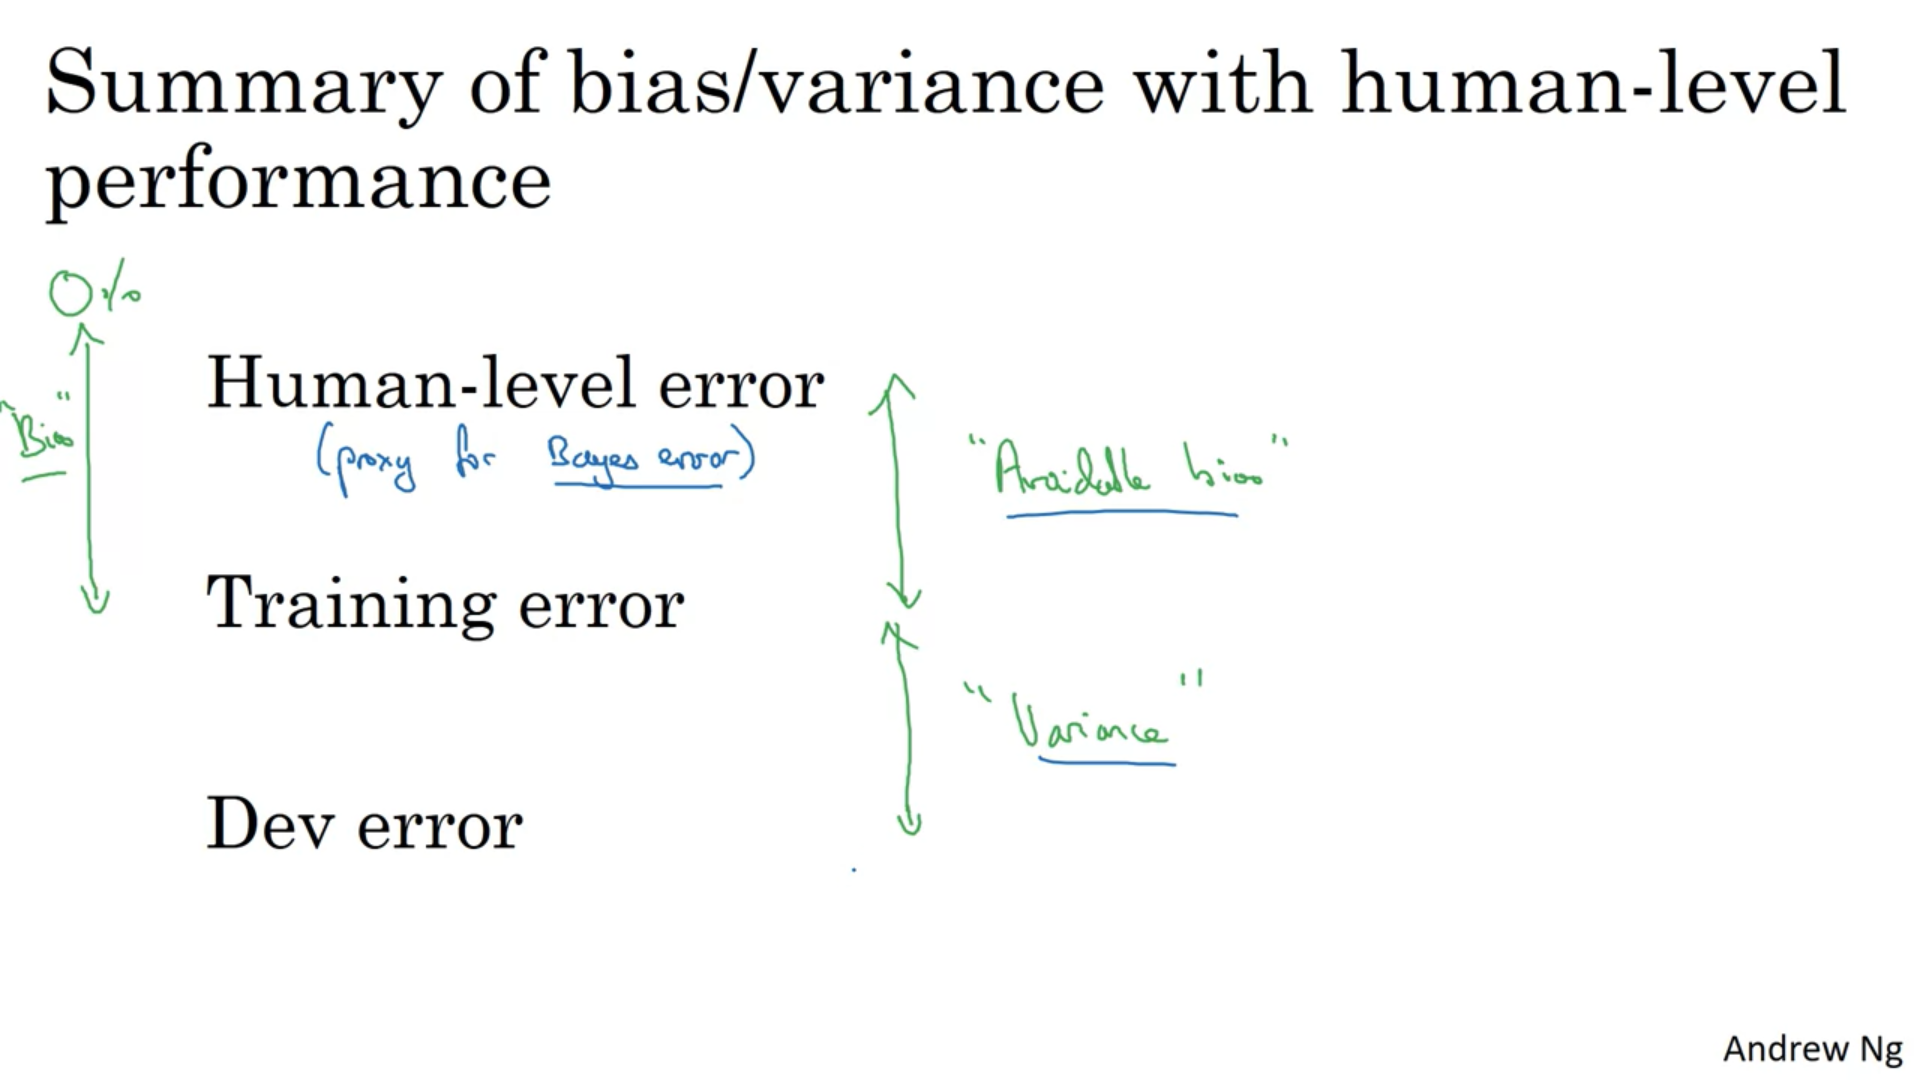 Summary of bias/variance with human-level
performance
0%
Human-level error
"Bias"
(proxy for Bayes error)
"Avoidable bias"
Training error
"Variance"
Dev error
Andrew Ng